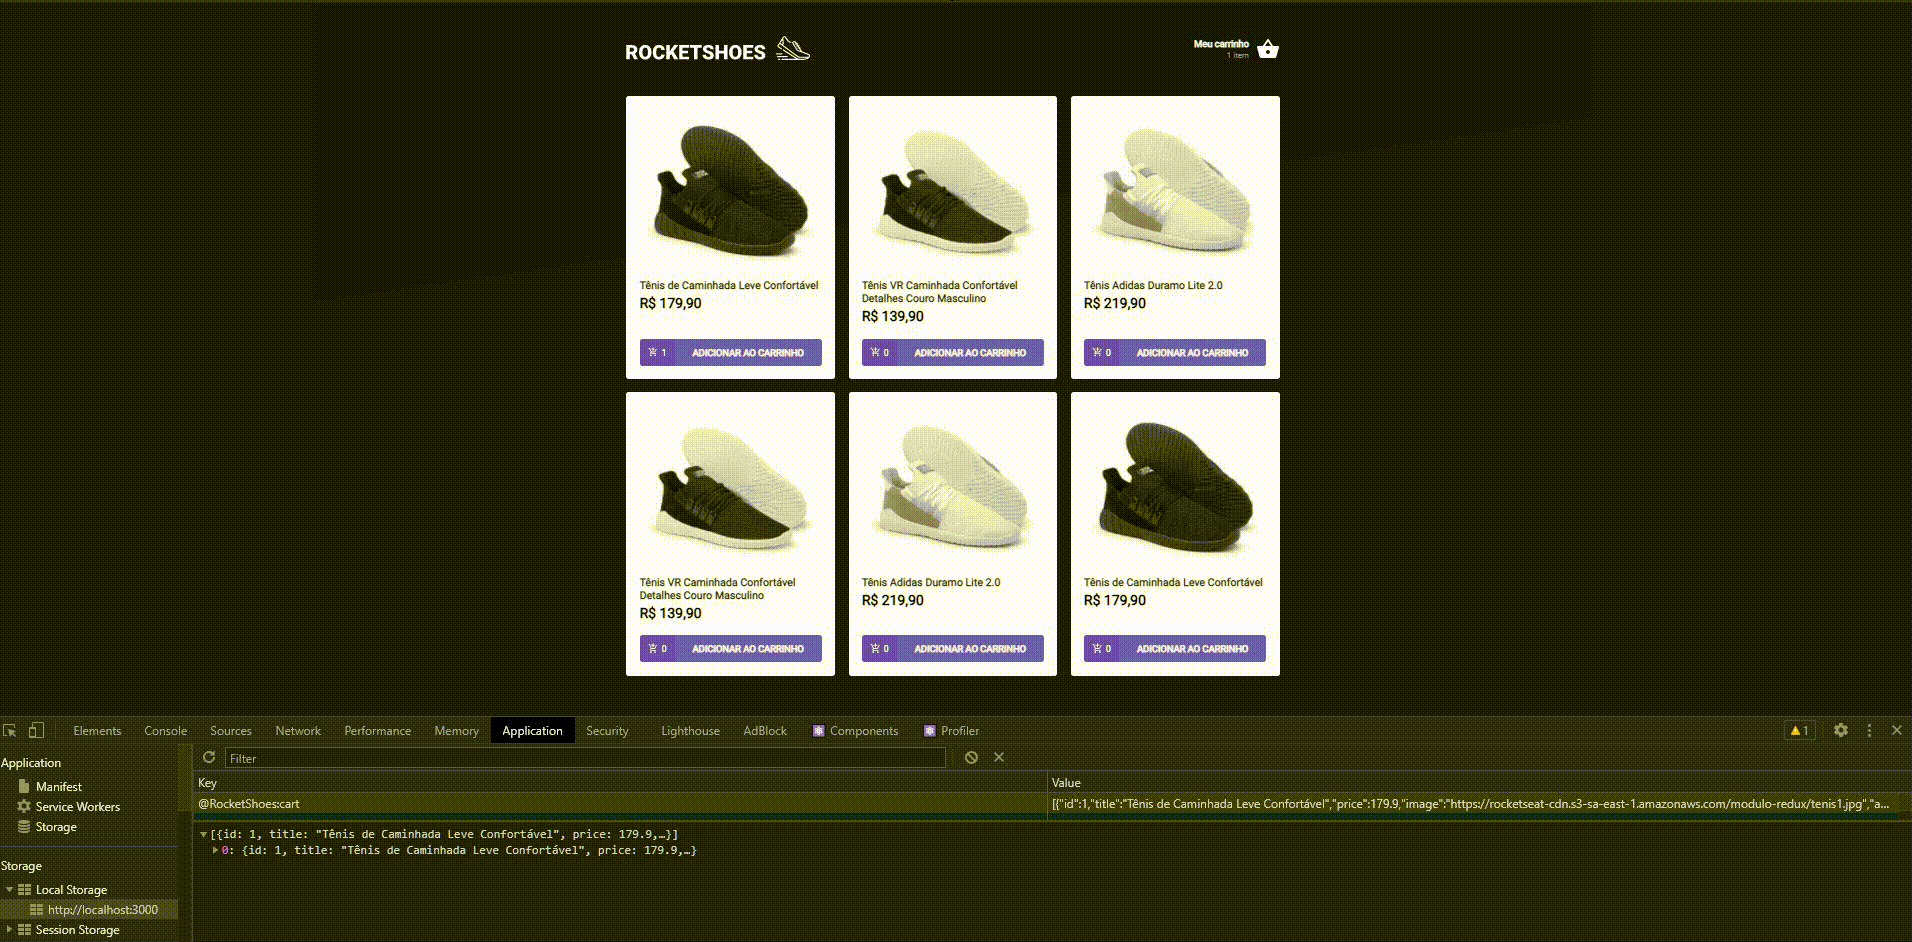 ROCKETSHOES
Meu carrinho
1 item
Tênis de Caminhada Leve Confortável
R$ 179,90
1 ADICIONAR AO CARRINHO
Tênis VR Caminhada Confortável
Detalhes Couro Masculino
R$ 139,90
0 ADICIONAR AO CARRINHO
Tênis Adidas Duramo Lite 2.0
R$ 219,90
0 ADICIONAR AO CARRINHO
Tênis VR Caminhada Confortável
Detalhes Couro Masculino
R$ 139,90
0 ADICIONAR AO CARRINHO
Tênis Adidas Duramo Lite 2.0
R$ 219,90
0 ADICIONAR AO CARRINHO
Tênis de Caminhada Leve Confortável
R$ 179,90
0 ADICIONAR AO CARRINHO
Elements Console Sources Network Performance Memory Application Security Lighthouse AdBlock Components Profiler 1
Application
Manifest
Service Workers
Storage
Storage
Local Storage
http://localhost:3000
Session Storage
Filter
Key Value
@RocketShoes:cart [{"id":1,"title":"Tênis de Caminhada Leve Confortável","price":179.9,"image":"https://rocketseat-cdn.s3-sa-east-1.amazonaws.com/modulo-redux/tenis1.jpg","a...
[{id: 1, title: "Tênis de Caminhada Leve Confortável", price: 179.9,…}]
0: {id: 1, title: "Tênis de Caminhada Leve Confortável", price: 179.9,…}